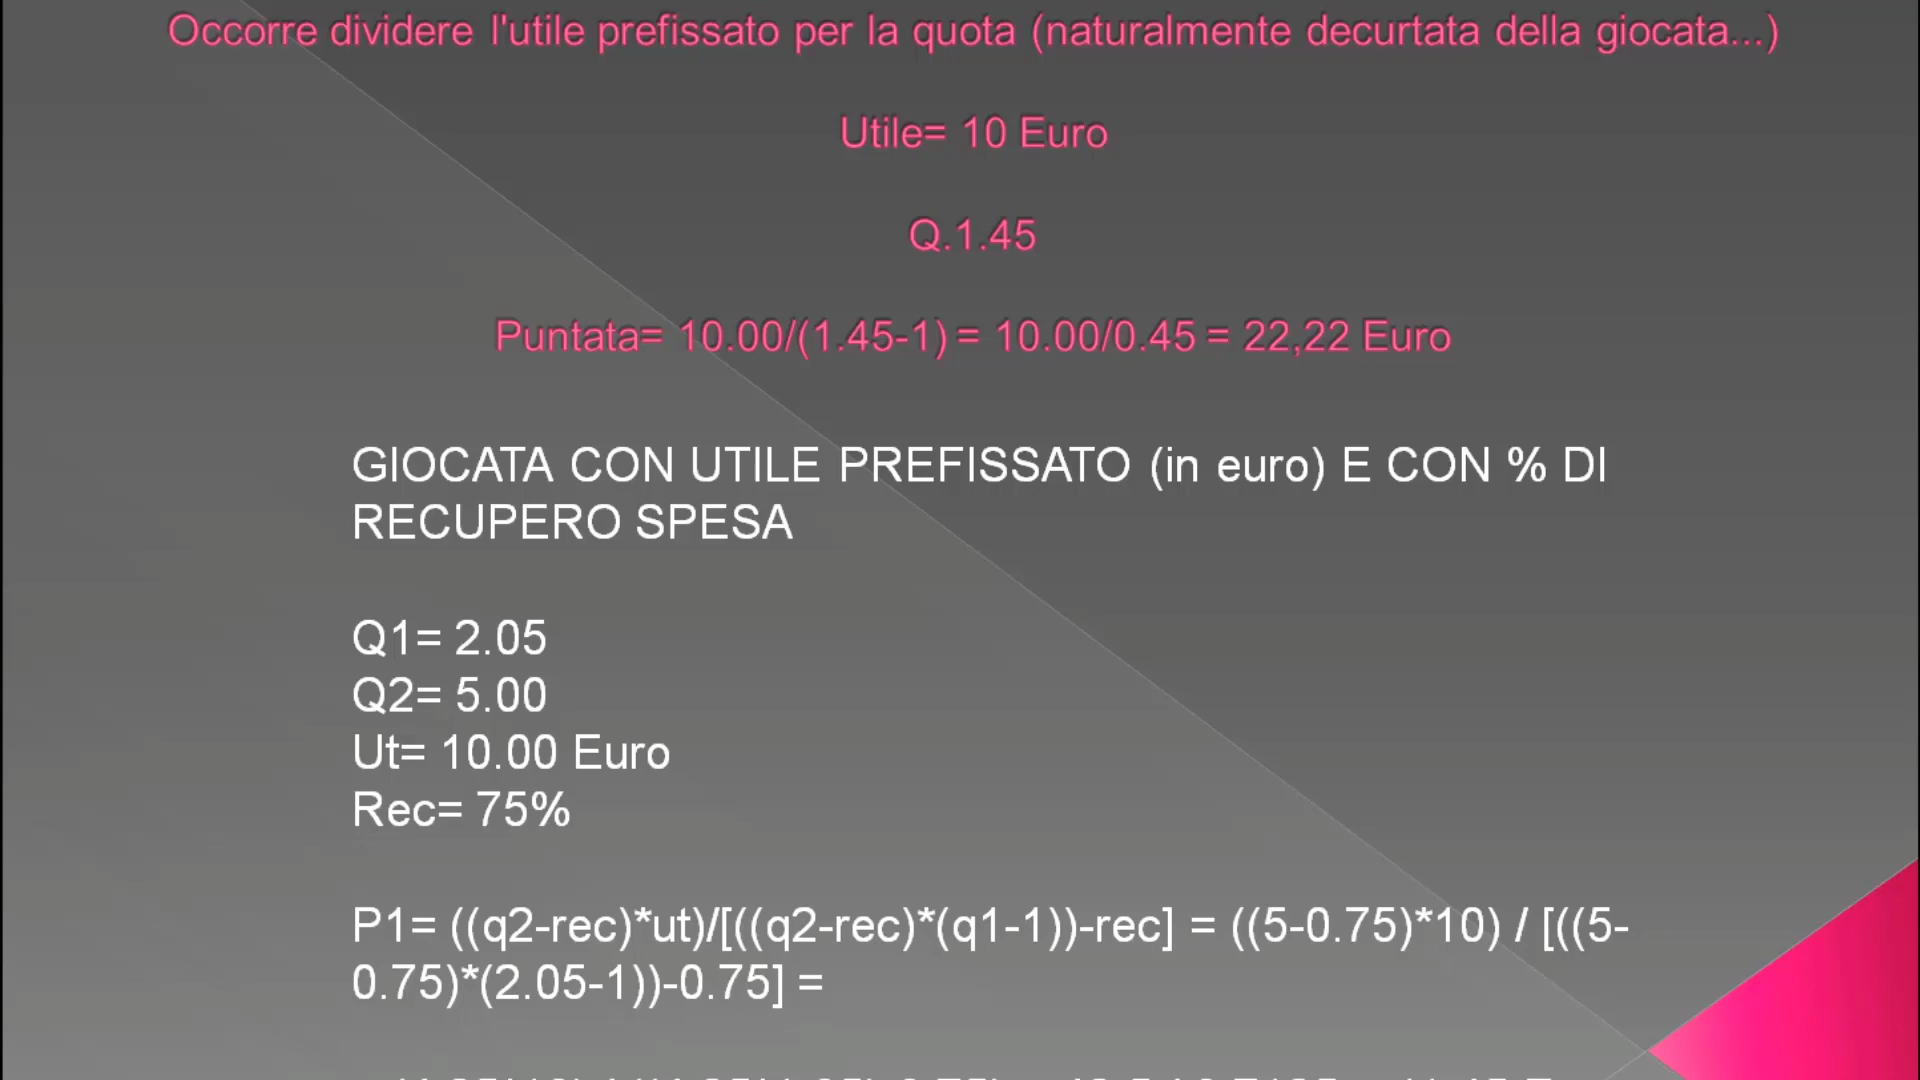 Occorre dividere l'utile prefissato per la quota (naturalmente decurtata della giocata...)
Utile= 10 Euro
Q.1.45
Puntata= 10.00/(1.45-1) = 10.00/0.45 = 22,22 Euro
GIOCATA CON UTILE PREFISSATO (in euro) E CON % DI
RECUPERO SPESA
Q1= 2.05
Q2= 5.00
Ut= 10.00 Euro
Rec= 75%
P1= ((q2-rec)*ut)/[((q2-rec)*(q1-1))-rec] = ((5-0.75)*10) / [((5-
0.75)*(2.05-1))-0.75] =